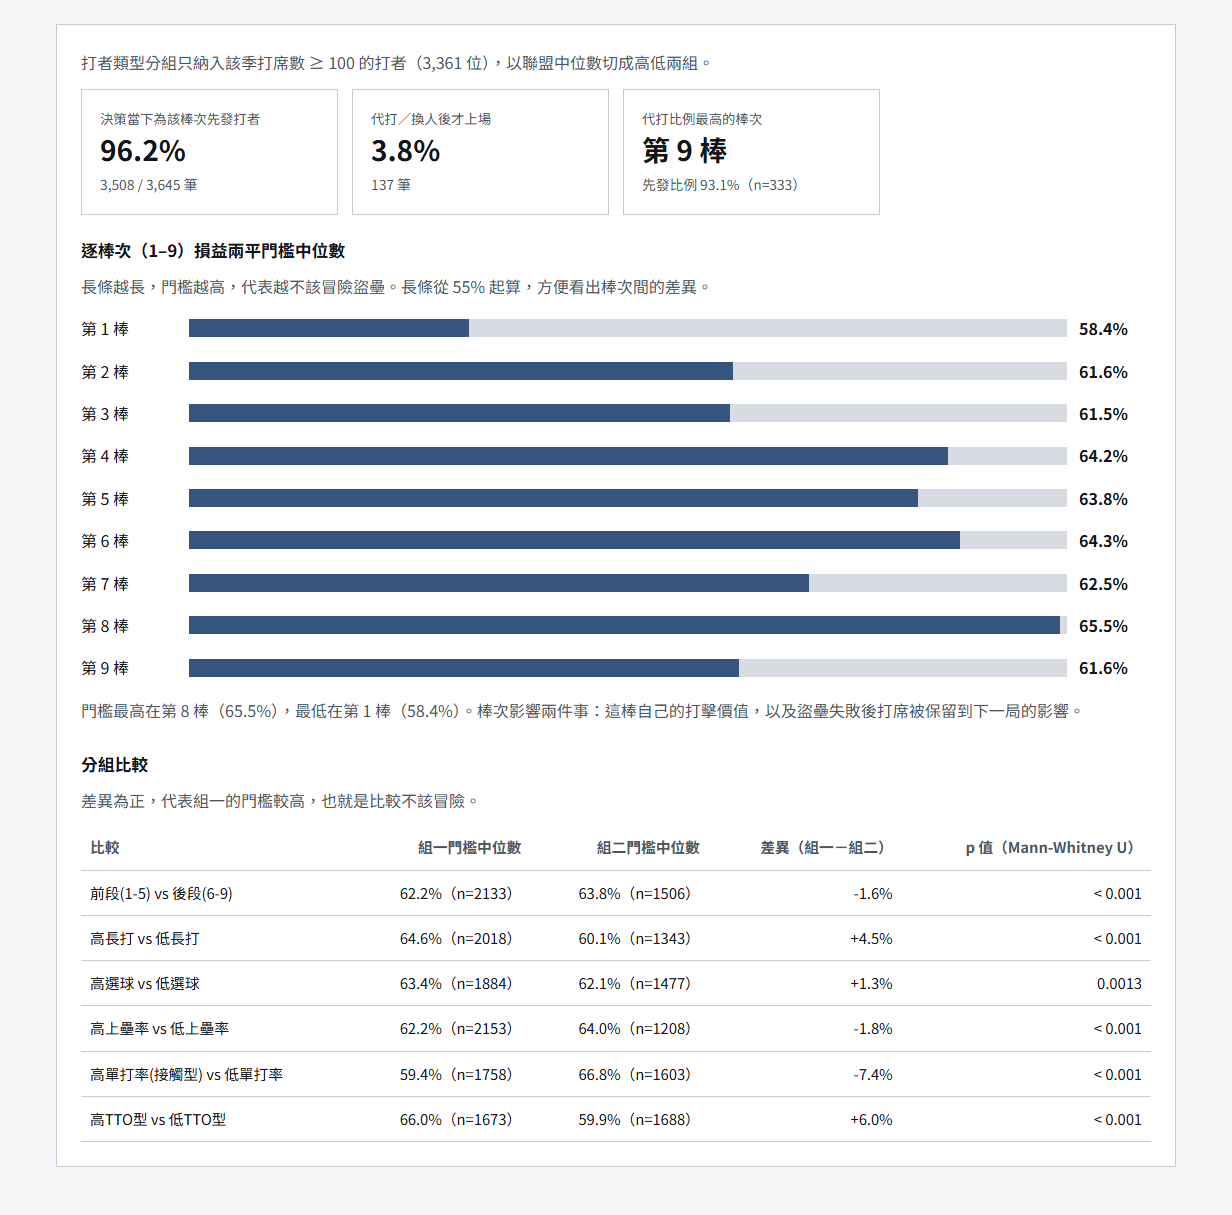 打者類型分組只納入該季打席數 ≥ 100 的打者（3,361 位），以聯盟中位數切成高低兩組。
決策當下為該棒次先發打者
96.2%
3,508 / 3,645 筆
代打／換人後才上場
3.8%
137 筆
代打比例最高的棒次
第 9 棒
先發比例 93.1%（n=333）
逐棒次（1–9）損益兩平門檻中位數
長條越長，門檻越高，代表越不該冒險盜壘。長條從 55% 起算，方便看出棒次間的差異。
第 1 棒 58.4%
第 2 棒 61.6%
第 3 棒 61.5%
第 4 棒 64.2%
第 5 棒 63.8%
第 6 棒 64.3%
第 7 棒 62.5%
第 8 棒 65.5%
第 9 棒 61.6%
門檻最高在第 8 棒（65.5%），最低在第 1 棒（58.4%）。棒次影響兩件事：這棒自己的打擊價值，以及盜壘失敗後打席被保留到下一局的影響。
分組比較
差異為正，代表組一的門檻較高，也就是比較不該冒險。
比較 組一門檻中位數 組二門檻中位數 差異（組一－組二） p 值（Mann-Whitney U）
前段(1-5) vs 後段(6-9) 62.2%（n=2133） 63.8%（n=1506） -1.6% < 0.001
高長打 vs 低長打 64.6%（n=2018） 60.1%（n=1343） +4.5% < 0.001
高選球 vs 低選球 63.4%（n=1884） 62.1%（n=1477） +1.3% 0.0013
高上壘率 vs 低上壘率 62.2%（n=2153） 64.0%（n=1208） -1.8% < 0.001
高單打率(接觸型) vs 低單打率 59.4%（n=1758） 66.8%（n=1603） -7.4% < 0.001
高TTO型 vs 低TTO型 66.0%（n=1673） 59.9%（n=1688） +6.0% < 0.001